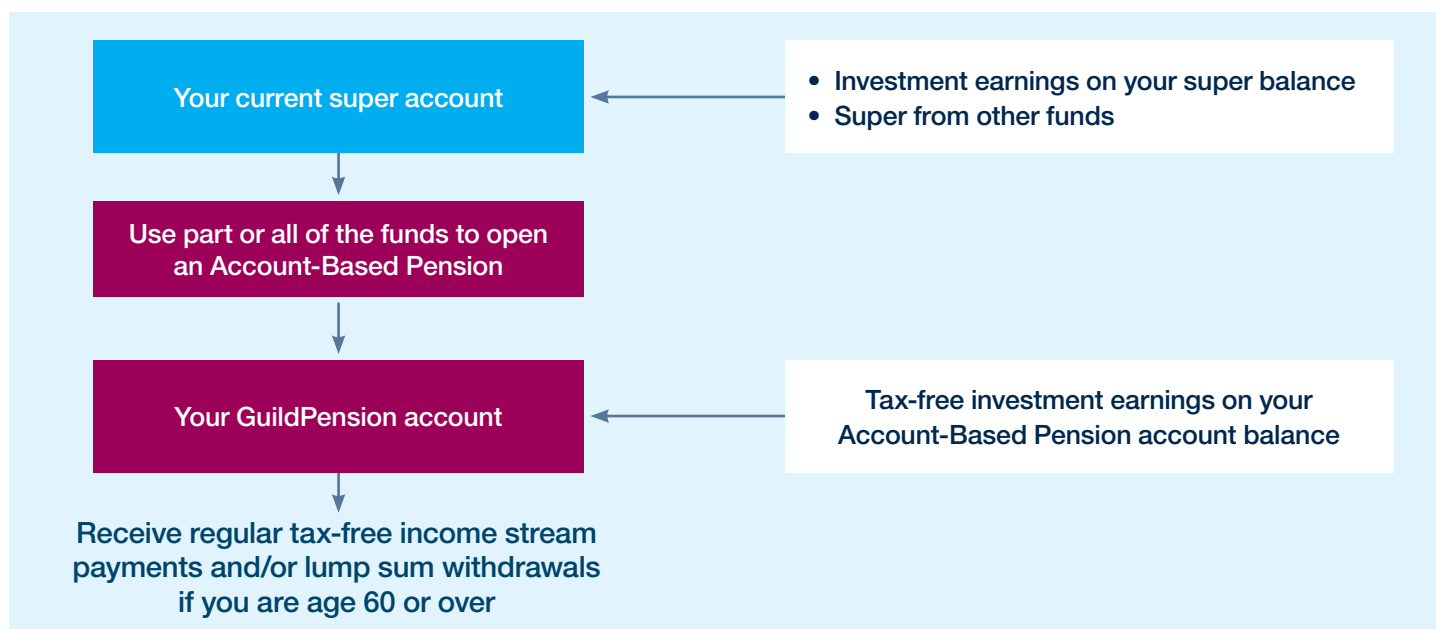 Your current super account
• Investment earnings on your super balance
• Super from other funds
Use part or all of the funds to open
an Account-Based Pension
Your GuildPension account
Tax-free investment earnings on your
Account-Based Pension account balance
Receive regular tax-free income stream
payments and/or lump sum withdrawals
if you are age 60 or over